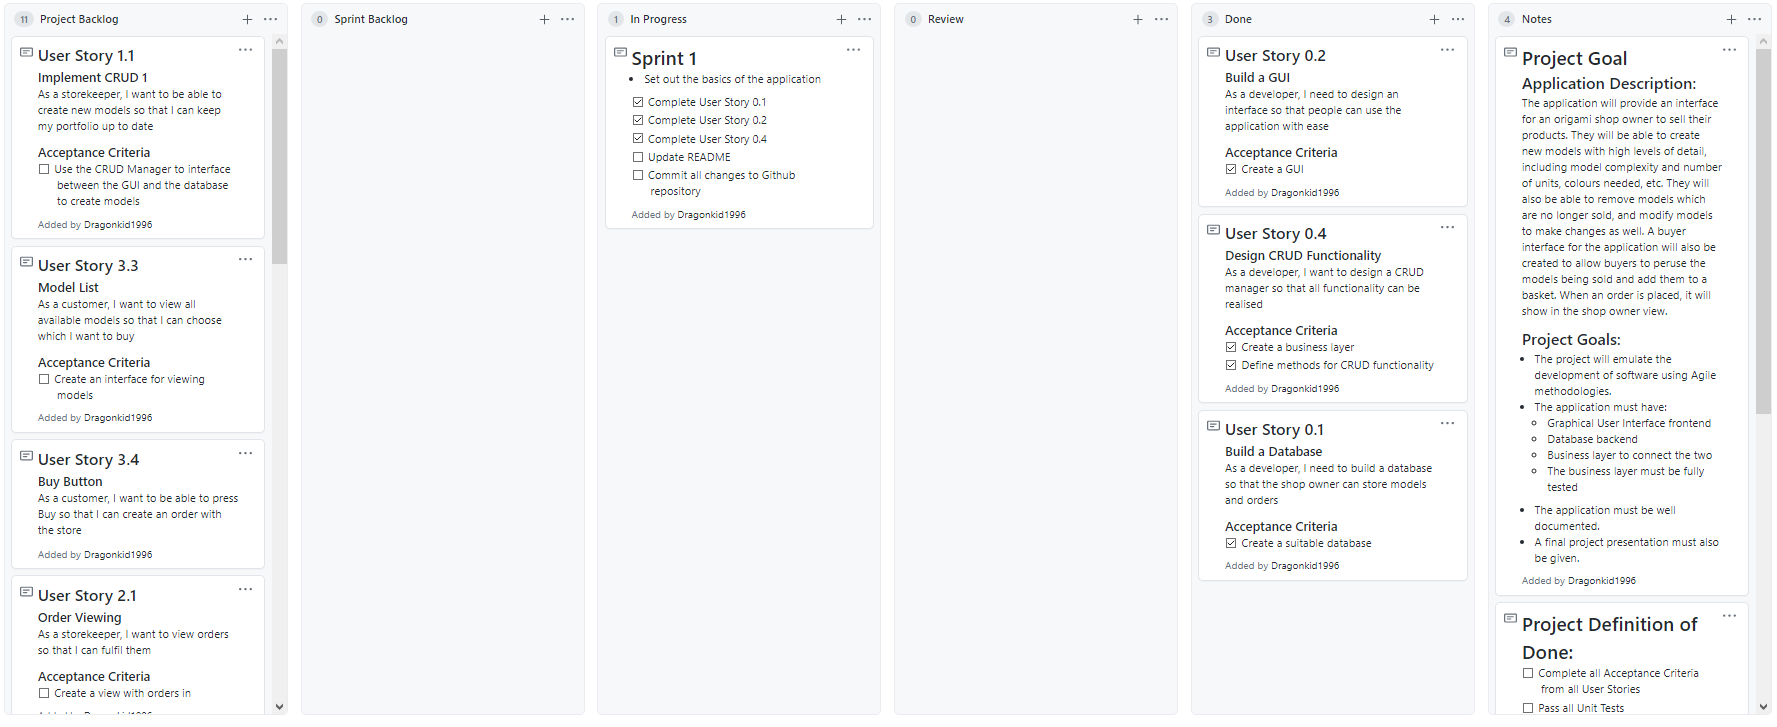 11 Project Backlog
User Story 1.1
Implement CRUD 1
As a storekeeper, I want to be able to
create new models so that I can keep
my portfolio up to date
Acceptance Criteria
Use the CRUD Manager to interface
between the GUI and the database
to create models
Added by Dragonkid1996
User Story 3.3
Model List
As a customer, I want to view all
available models so that I can choose
which I want to buy
Acceptance Criteria
Create an interface for viewing
models
Added by Dragonkid1996
User Story 3.4
Buy Button
As a customer, I want to be able to press
Buy so that I can create an order with
the store
Added by Dragonkid1996
User Story 2.1
Order Viewing
As a storekeeper, I want to view orders
so that I can fulfil them
Acceptance Criteria
Create a view with orders in
0 Sprint Backlog
1 In Progress
Sprint 1
Set out the basics of the application
Complete User Story 0.1
Complete User Story 0.2
Complete User Story 0.4
Update README
Commit all changes to Github
repository
Added by Dragonkid1996
0 Review
3 Done
User Story 0.2
Build a GUI
As a developer, I need to design an
interface so that people can use the
application with ease
Acceptance Criteria
Create a GUI
Added by Dragonkid1996
User Story 0.4
Design CRUD Functionality
As a developer, I want to design a CRUD
manager so that all functionality can be
realised
Acceptance Criteria
Create a business layer
Define methods for CRUD functionality
Added by Dragonkid1996
User Story 0.1
Build a Database
As a developer, I need to build a database
so that the shop owner can store models
and orders
Acceptance Criteria
Create a suitable database
Added by Dragonkid1996
4 Notes
Project Goal
Application Description:
The application will provide an interface
for an origami shop owner to sell their
products. They will be able to create
new models with high levels of detail,
including model complexity and number
of units, colours needed, etc. They will
also be able to remove models which
are no longer sold, and modify models
to make changes as well. A buyer
interface for the application will also be
created to allow buyers to peruse the
models being sold and add them to a
basket. When an order is placed, it will
show in the shop owner view.
Project Goals:
The project will emulate the
development of software using Agile
methodologies.
The application must have:
Graphical User Interface frontend
Database backend
Business layer to connect the two
The business layer must be fully
tested
The application must be well
documented.
A final project presentation must also
be given.
Added by Dragonkid1996
Project Definition of
Done:
Complete all Acceptance Criteria
from all User Stories
Pass all Unit Tests